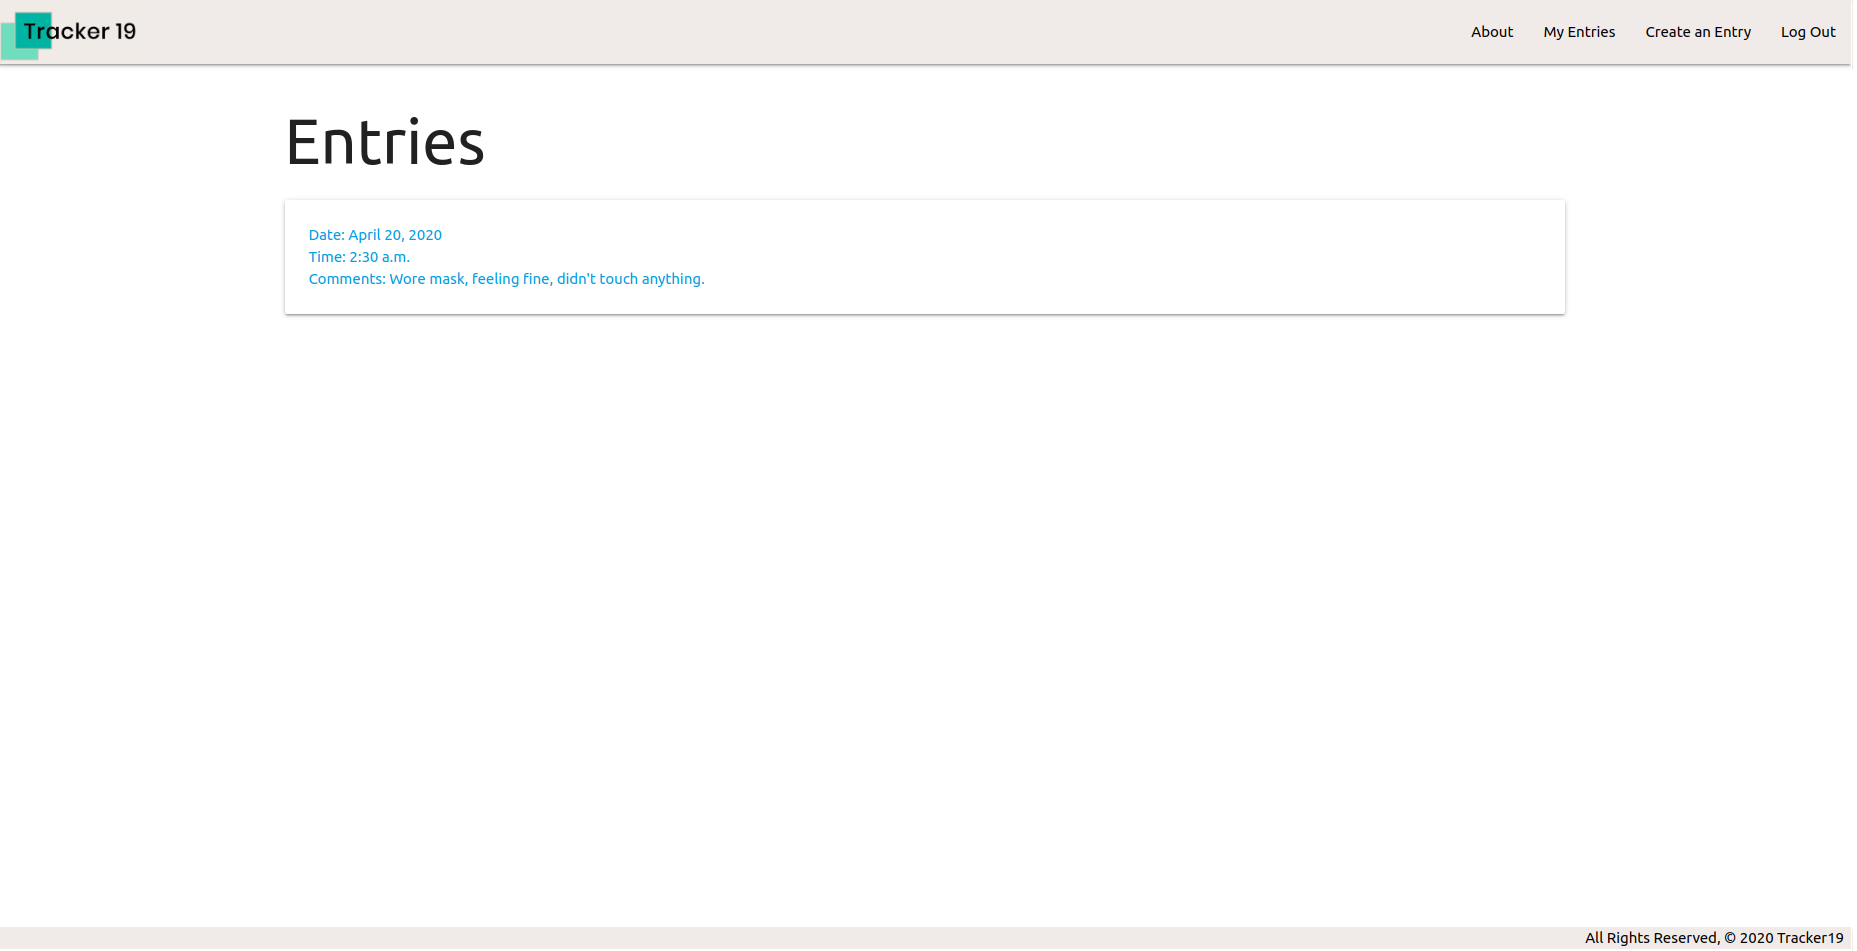 Tracker 19
About
My Entries
Create an Entry
Log Out
Entries
Date: April 20, 2020
Time: 2:30 a.m.
Comments: Wore mask, feeling fine, didn't touch anything.
All Rights Reserved, © 2020 Tracker19